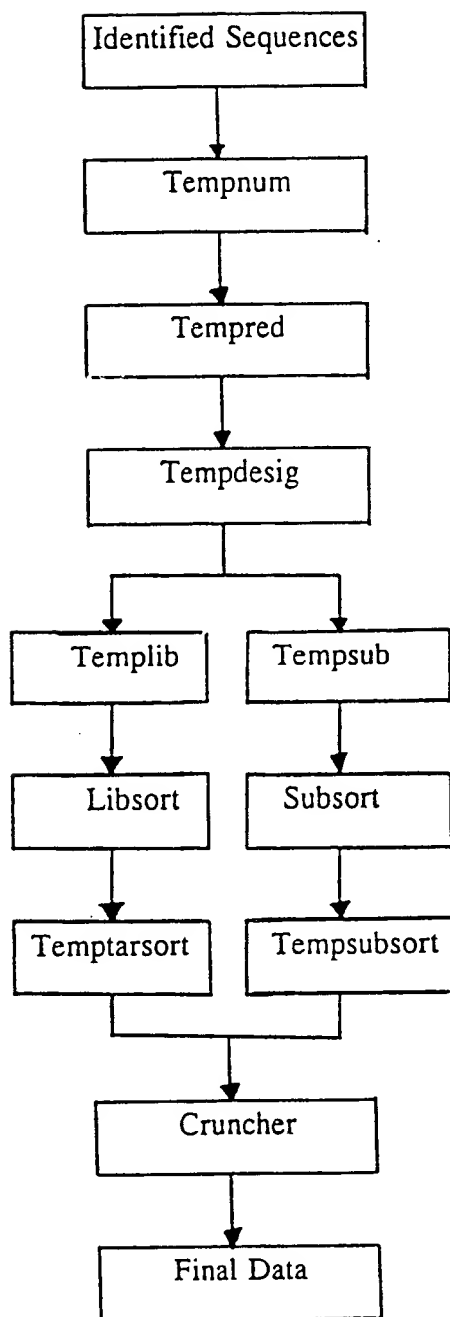 Identified Sequences
Tempnum
Tempred
Tempdesig
Templib
Tempsub
Libsort
Subsort
Temptarsort
Tempsubsort
Cruncher
Final Data